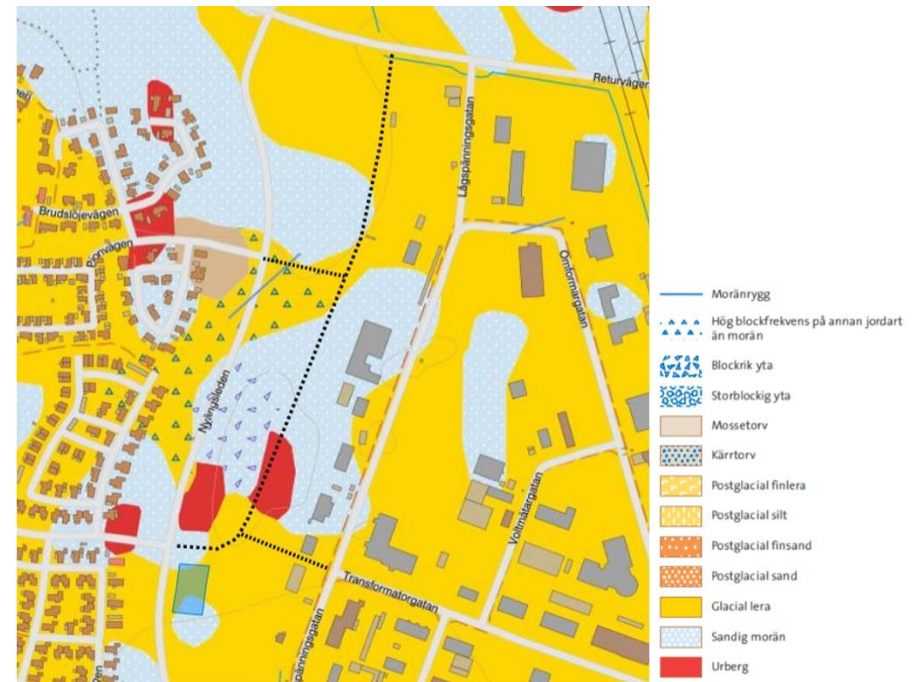 Returvägen
Lågspänningsgatan
Brudslöjevägen
Pionvägen
Omformargatan
Nyängsleden
Voltmätargatan
Transformatorgatan
Moränrygg
Hög blockfrekvens på annan jordart
än morän
Blockrik yta
Storblockig yta
Mossetorv
Kärrtorv
Postglacial finlera
Postglacial silt
Postglacial finsand
Postglacial sand
Glacial lera
Sandig morän
Urberg